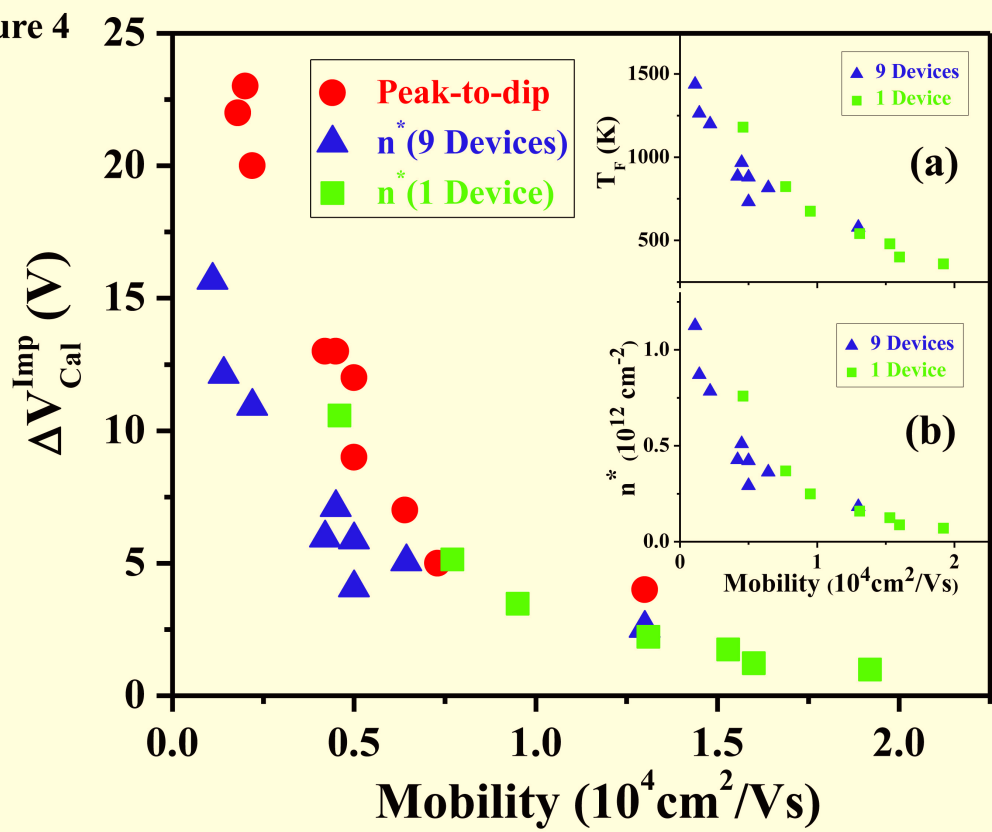 ure 4
25
20
15
10
5
0
ΔV^Imp_Cal (V)
Peak-to-dip
n*(9 Devices)
n*(1 Device)
1500
1000
500
T_F (K)
9 Devices
1 Device
(a)
1.0
0.5
0.0
n* (10^12 cm^-2)
9 Devices
1 Device
(b)
0 1 2
Mobility (10^4cm^2/Vs)
0.0 0.5 1.0 1.5 2.0
Mobility (10^4cm^2/Vs)